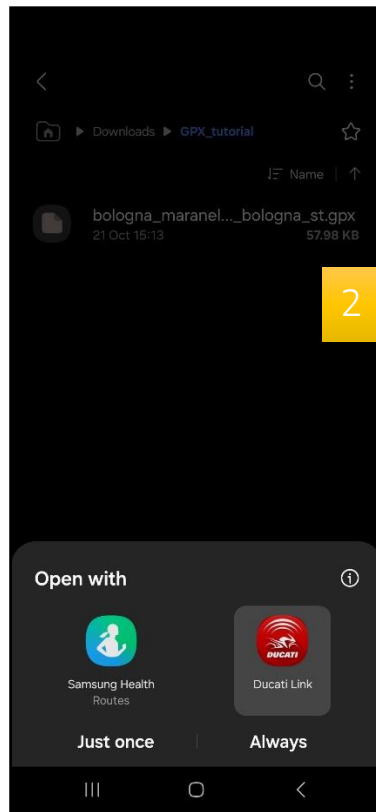 Downloads GPX_tutorial
Name
bologna_maranel..._bologna_st.gpx
21 Oct 15:13 57.98 KB
2
Open with
DUCATI
Samsung Health Ducati Link
Routes
Just once Always